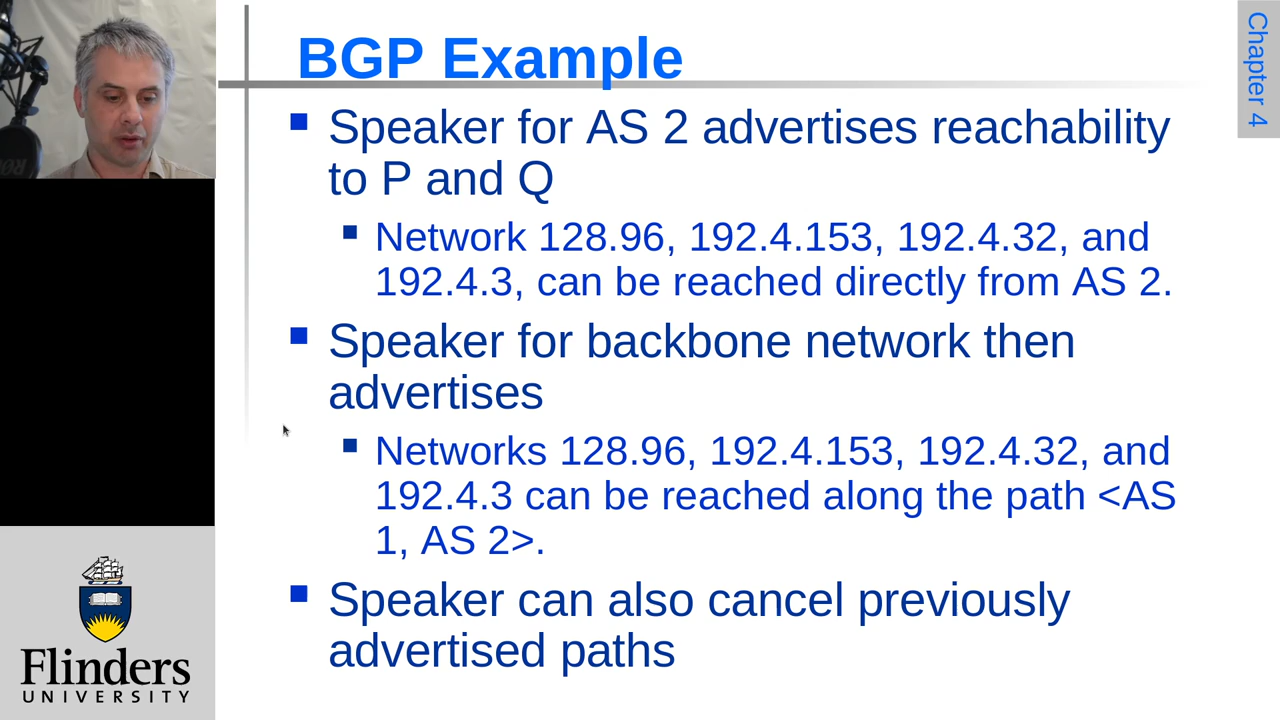 BGP Example
Chapter 4
Speaker for AS 2 advertises reachability
to P and Q
Network 128.96, 192.4.153, 192.4.32, and
192.4.3, can be reached directly from AS 2.
Speaker for backbone network then
advertises
Networks 128.96, 192.4.153, 192.4.32, and
192.4.3 can be reached along the path <AS
1, AS 2>.
Speaker can also cancel previously
advertised paths
Flinders
UNIVERSITY